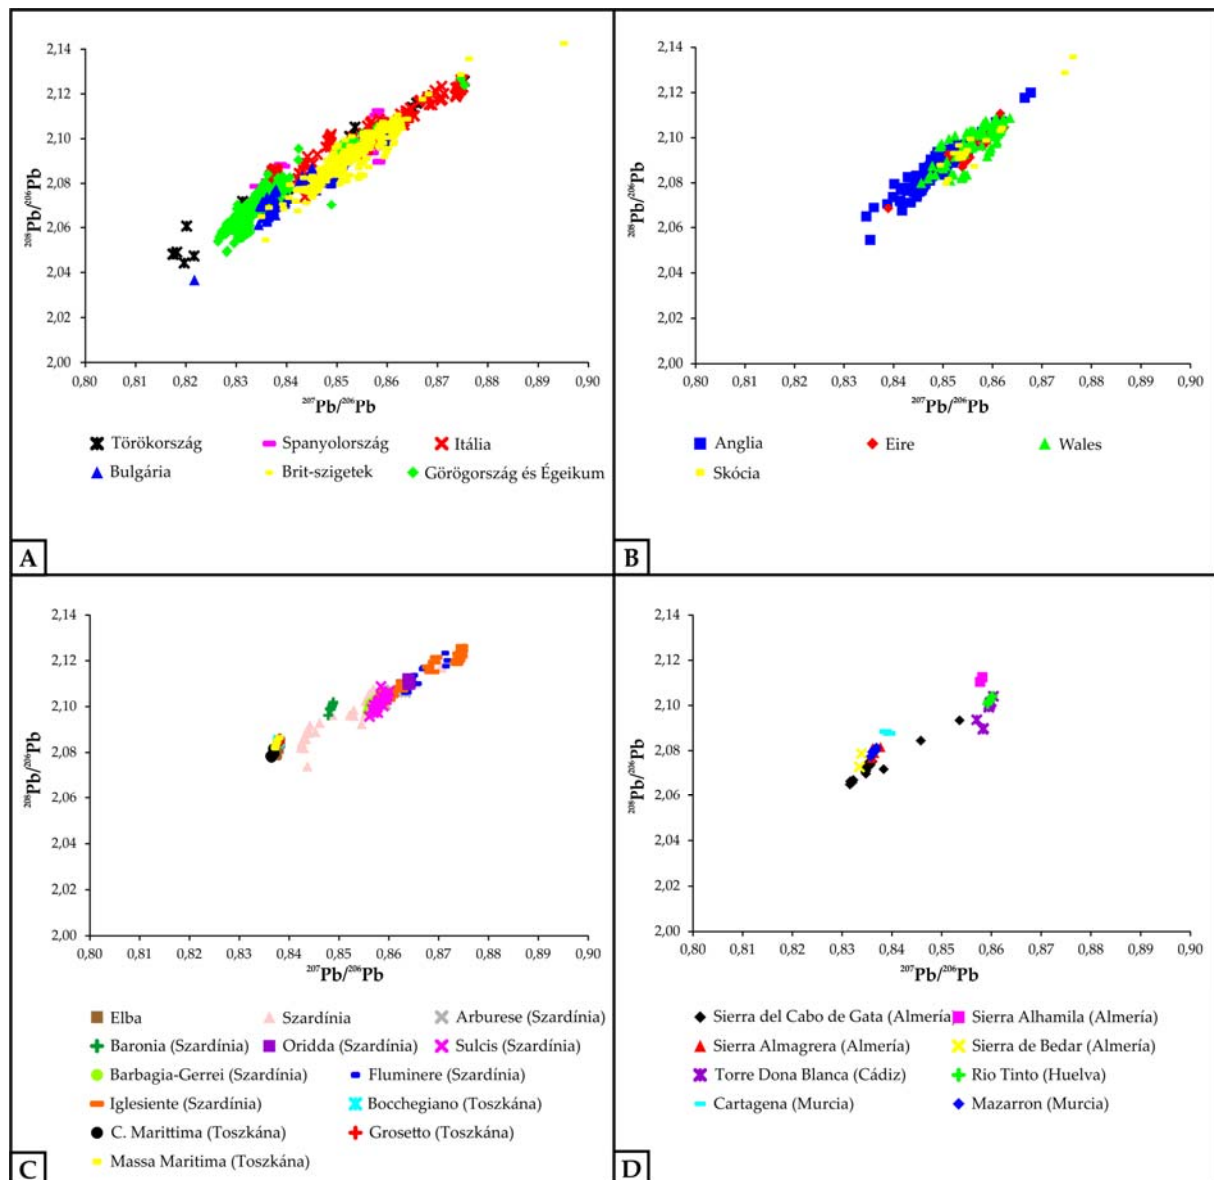 2,14
2,12
2,10
2,08
2,06
2,04
2,02
2,00
²⁰⁸Pb/²⁰⁶Pb
0,80 0,82 0,83 0,84 0,85 0,86 0,87 0,88 0,89 0,90
²⁰⁷Pb/²⁰⁶Pb
Törökország Spanyolország Itália
Bulgária Brit-szigetek Görögország és Égeikum
A
2,14
2,12
2,10
2,08
2,06
2,04
2,02
2,00
²⁰⁸Pb/²⁰⁶Pb
0,80 0,82 0,83 0,84 0,85 0,86 0,87 0,88 0,89 0,90
²⁰⁷Pb/²⁰⁶Pb
Anglia Eire Wales
Skócia
B
2,14
2,12
2,10
2,08
2,06
2,04
2,02
2,00
²⁰⁸Pb/²⁰⁶Pb
0,80 0,82 0,83 0,84 0,85 0,86 0,87 0,88 0,89 0,90
²⁰⁷Pb/²⁰⁶Pb
Elba Szardínia Arburese (Szardínia)
Baronia (Szardínia) Oridda (Szardínia) Sulcis (Szardínia)
Barbagia-Gerrei (Szardínia) Fluminere (Szardínia)
Iglesiente (Szardínia) Bocchegiano (Toszkána)
C. Marittima (Toszkána) Grosetto (Toszkána)
Massa Maritima (Toszkána)
C
2,14
2,12
2,10
2,08
2,06
2,04
2,02
2,00
²⁰⁸Pb/²⁰⁶Pb
0,80 0,82 0,83 0,84 0,85 0,86 0,87 0,88 0,89 0,90
²⁰⁷Pb/²⁰⁶Pb
Sierra del Cabo de Gata (Almería) Sierra Alhamila (Almería)
Sierra Almagrera (Almería) Sierra de Bedar (Almería)
Torre Dona Blanca (Cádiz) Rio Tinto (Huelva)
Cartagena (Murcia) Mazarron (Murcia)
D